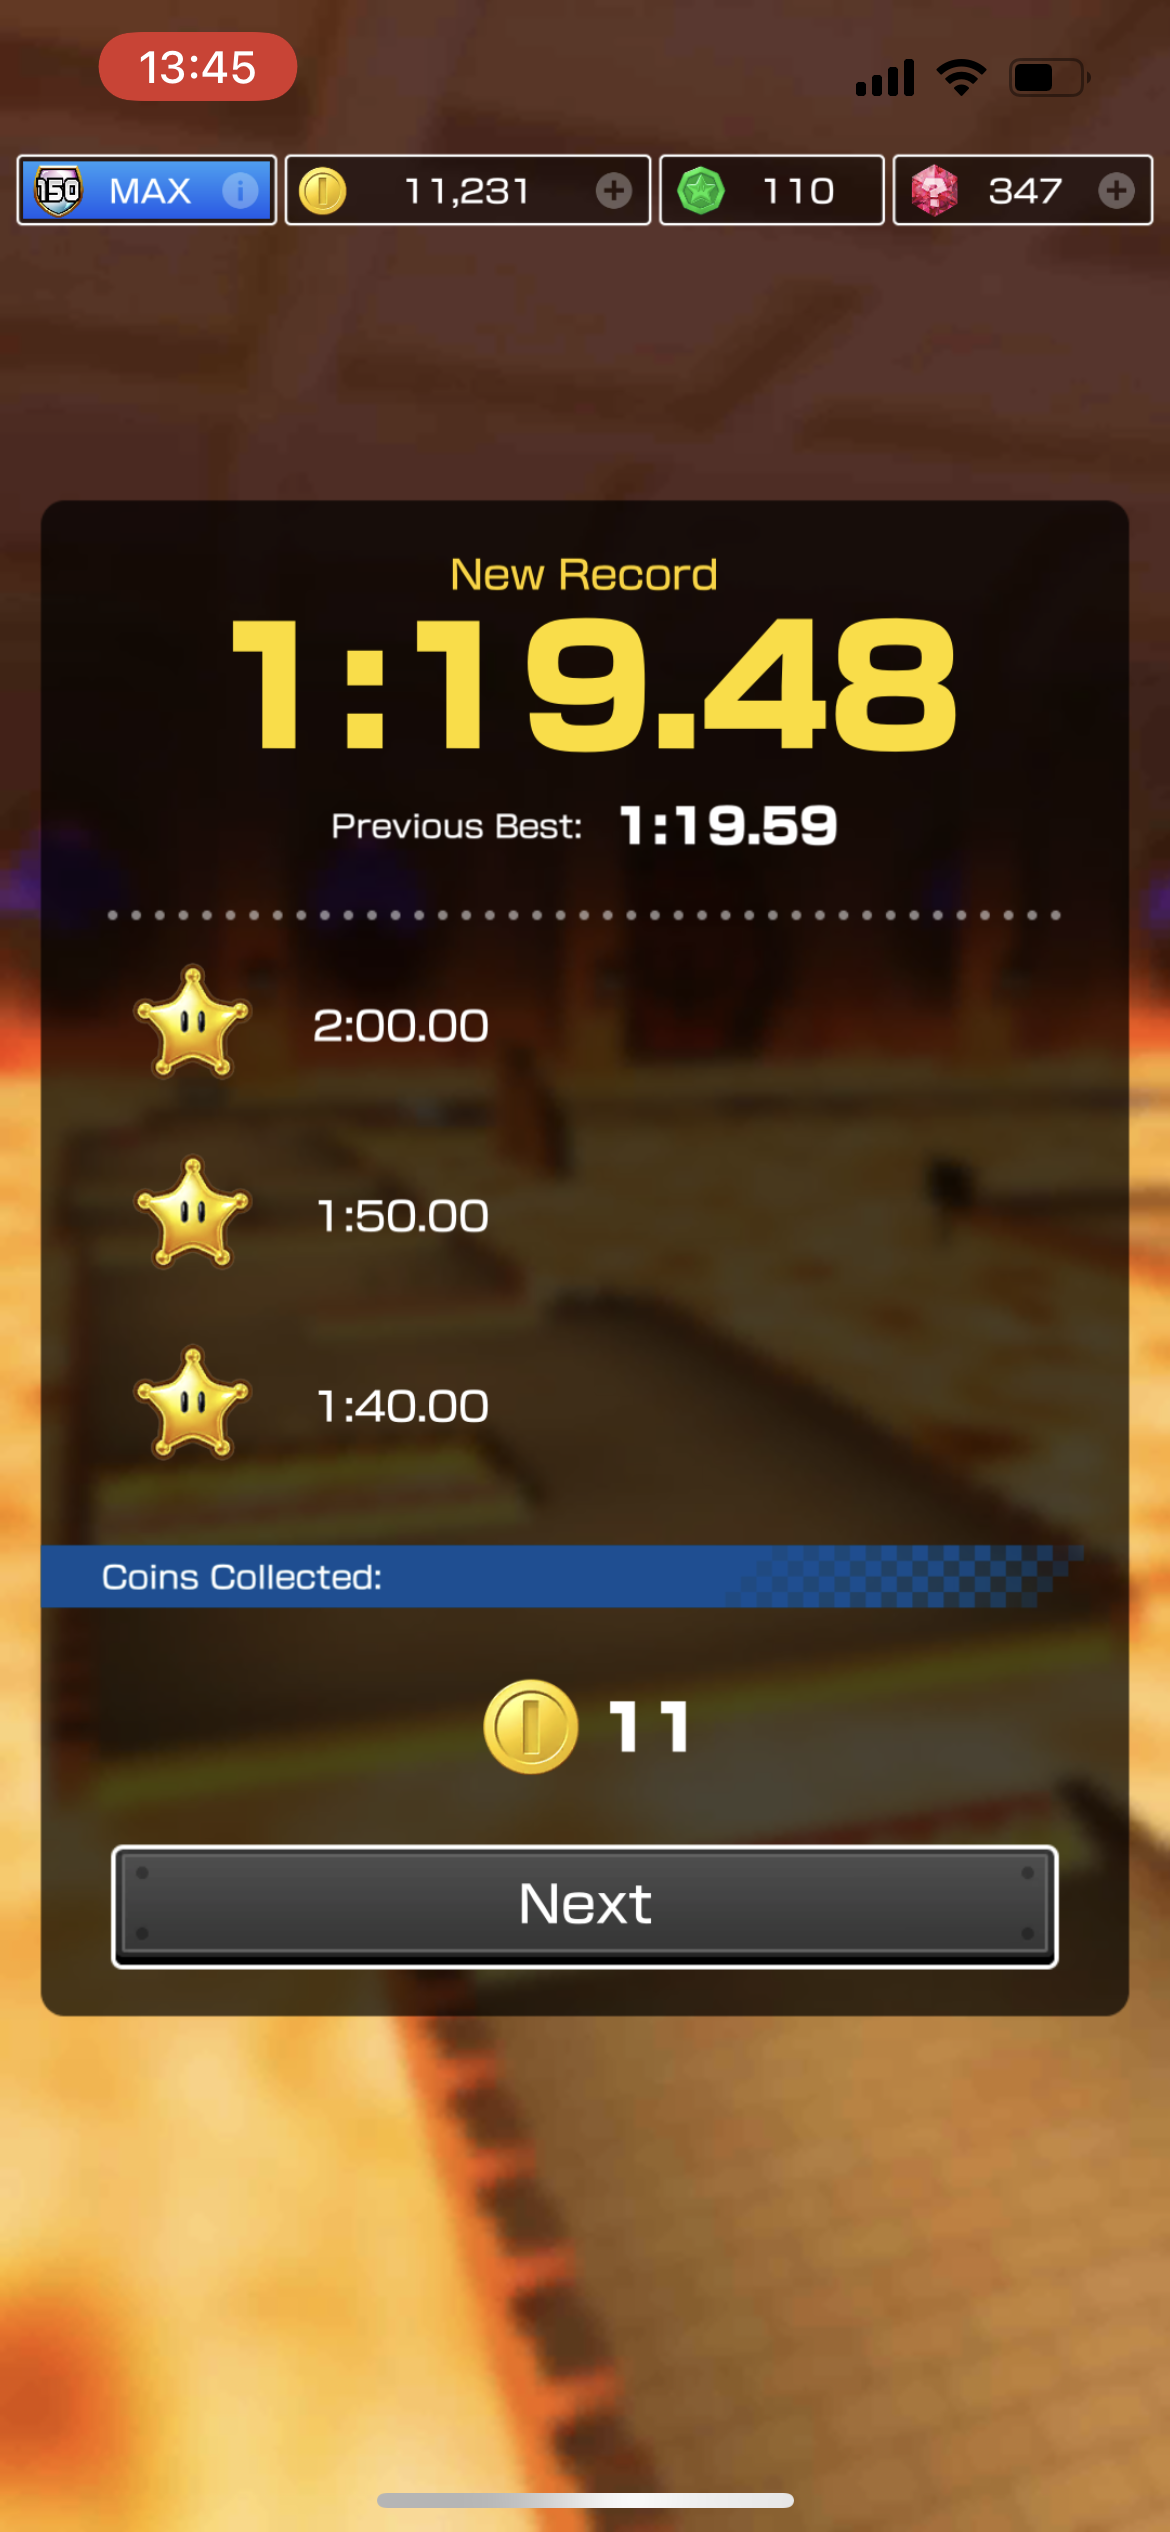 13:45
150 MAX i 11,231 + 110 ? 347 +
New Record
1:19.48
Previous Best: 1:19.59
2:00.00
1:50.00
1:40.00
Coins Collected:
11
Next